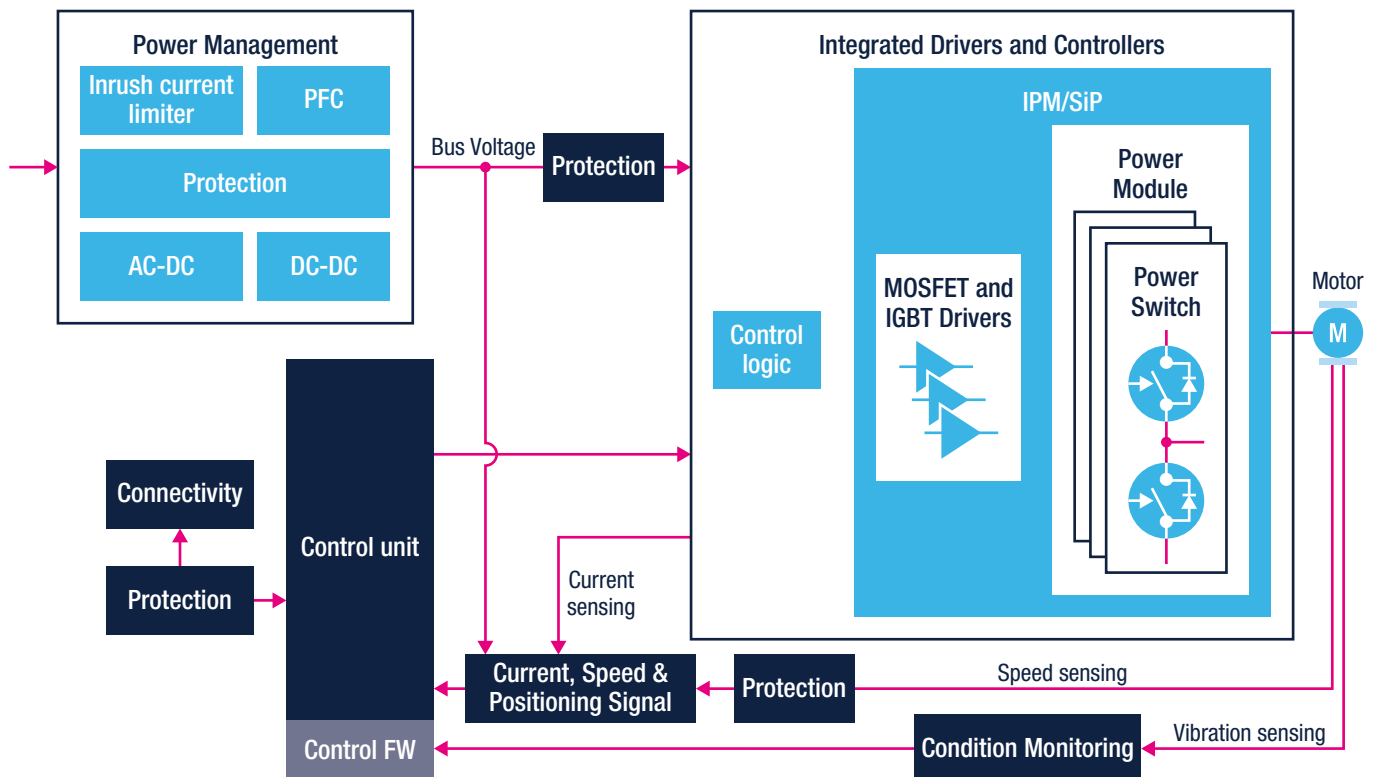 Power Management
Inrush current
limiter
PFC
Protection
AC-DC
DC-DC
Bus Voltage
Protection
Integrated Drivers and Controllers
IPM/SiP
Power
Module
MOSFET and
IGBT Drivers
Power
Switch
Control
logic
Motor
M
Connectivity
Protection
Control unit
Control FW
Current
sensing
Current, Speed &
Positioning Signal
Protection
Speed sensing
Condition Monitoring
Vibration sensing